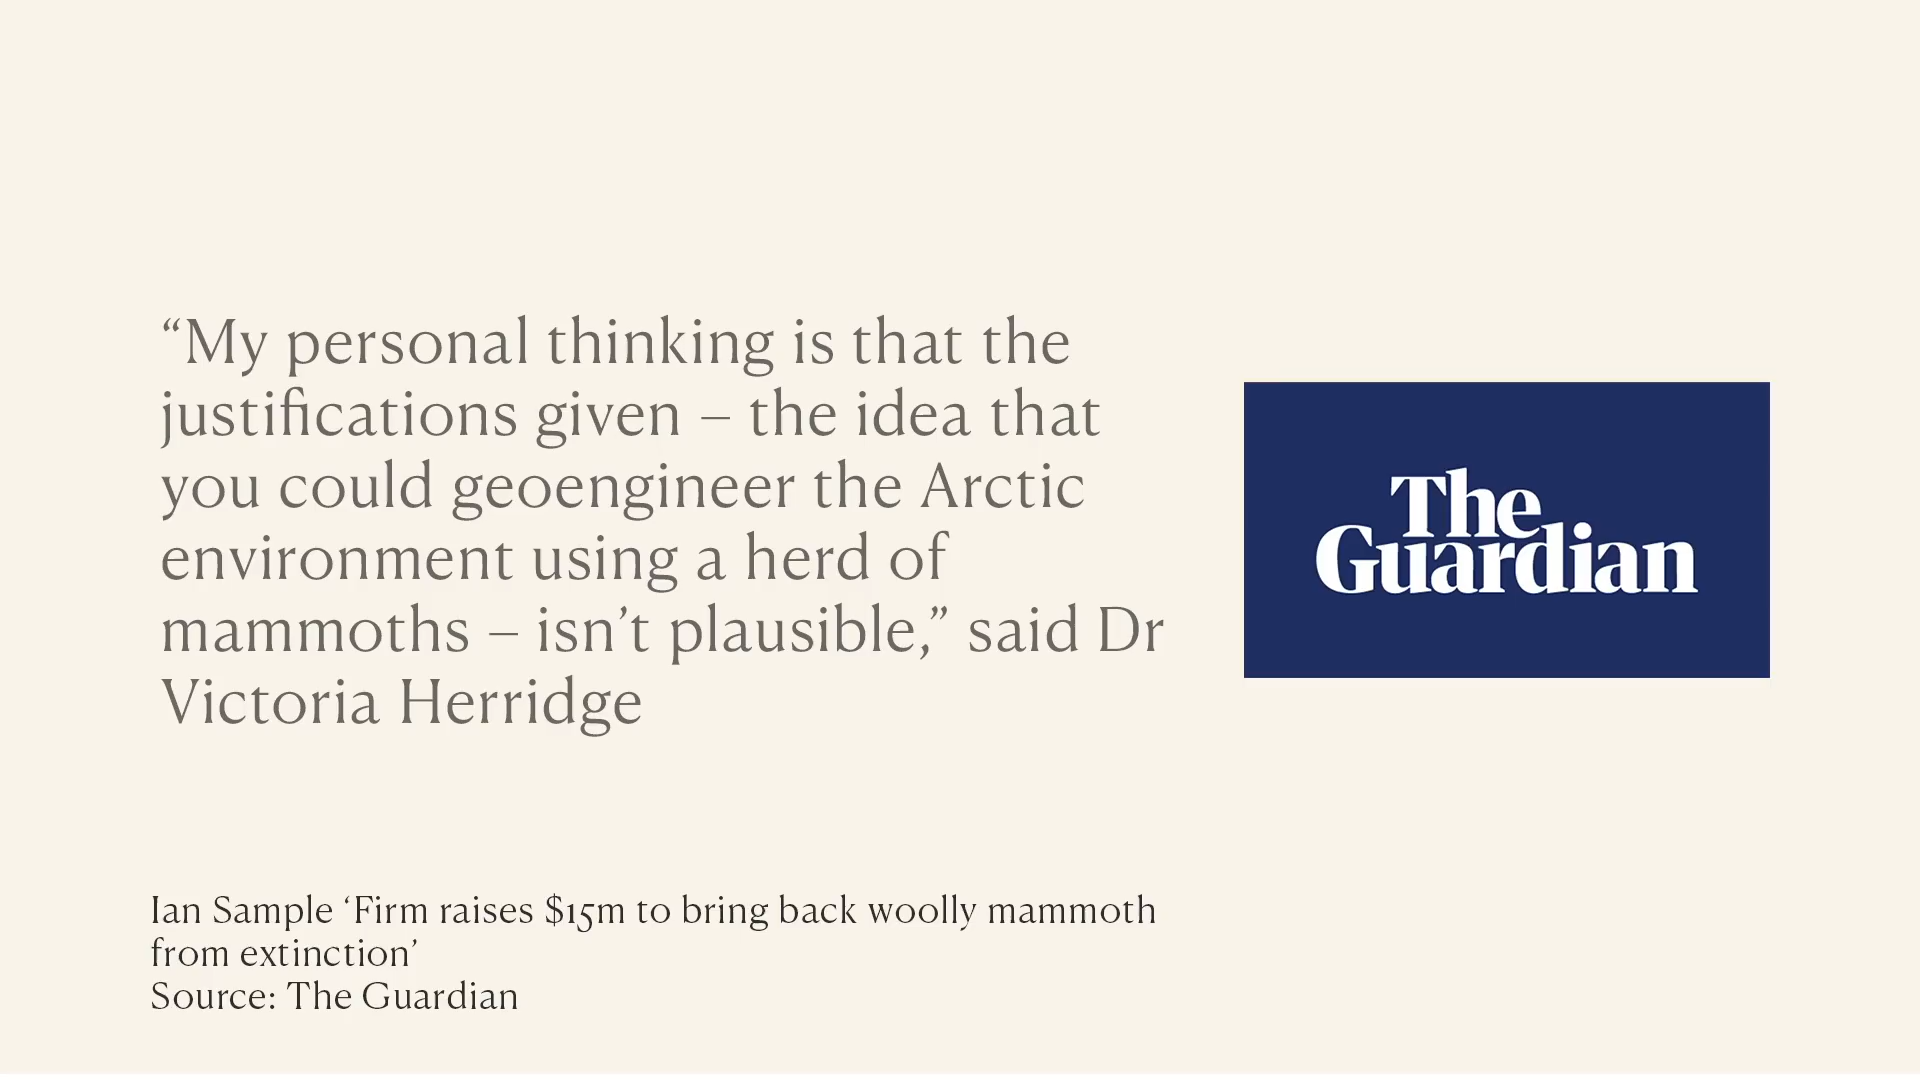 “My personal thinking is that the
justifications given – the idea that
you could geoengineer the Arctic
environment using a herd of
mammoths – isn’t plausible,” said Dr
Victoria Herridge
The
Guardian
Ian Sample ‘Firm raises $15m to bring back woolly mammoth
from extinction’
Source: The Guardian